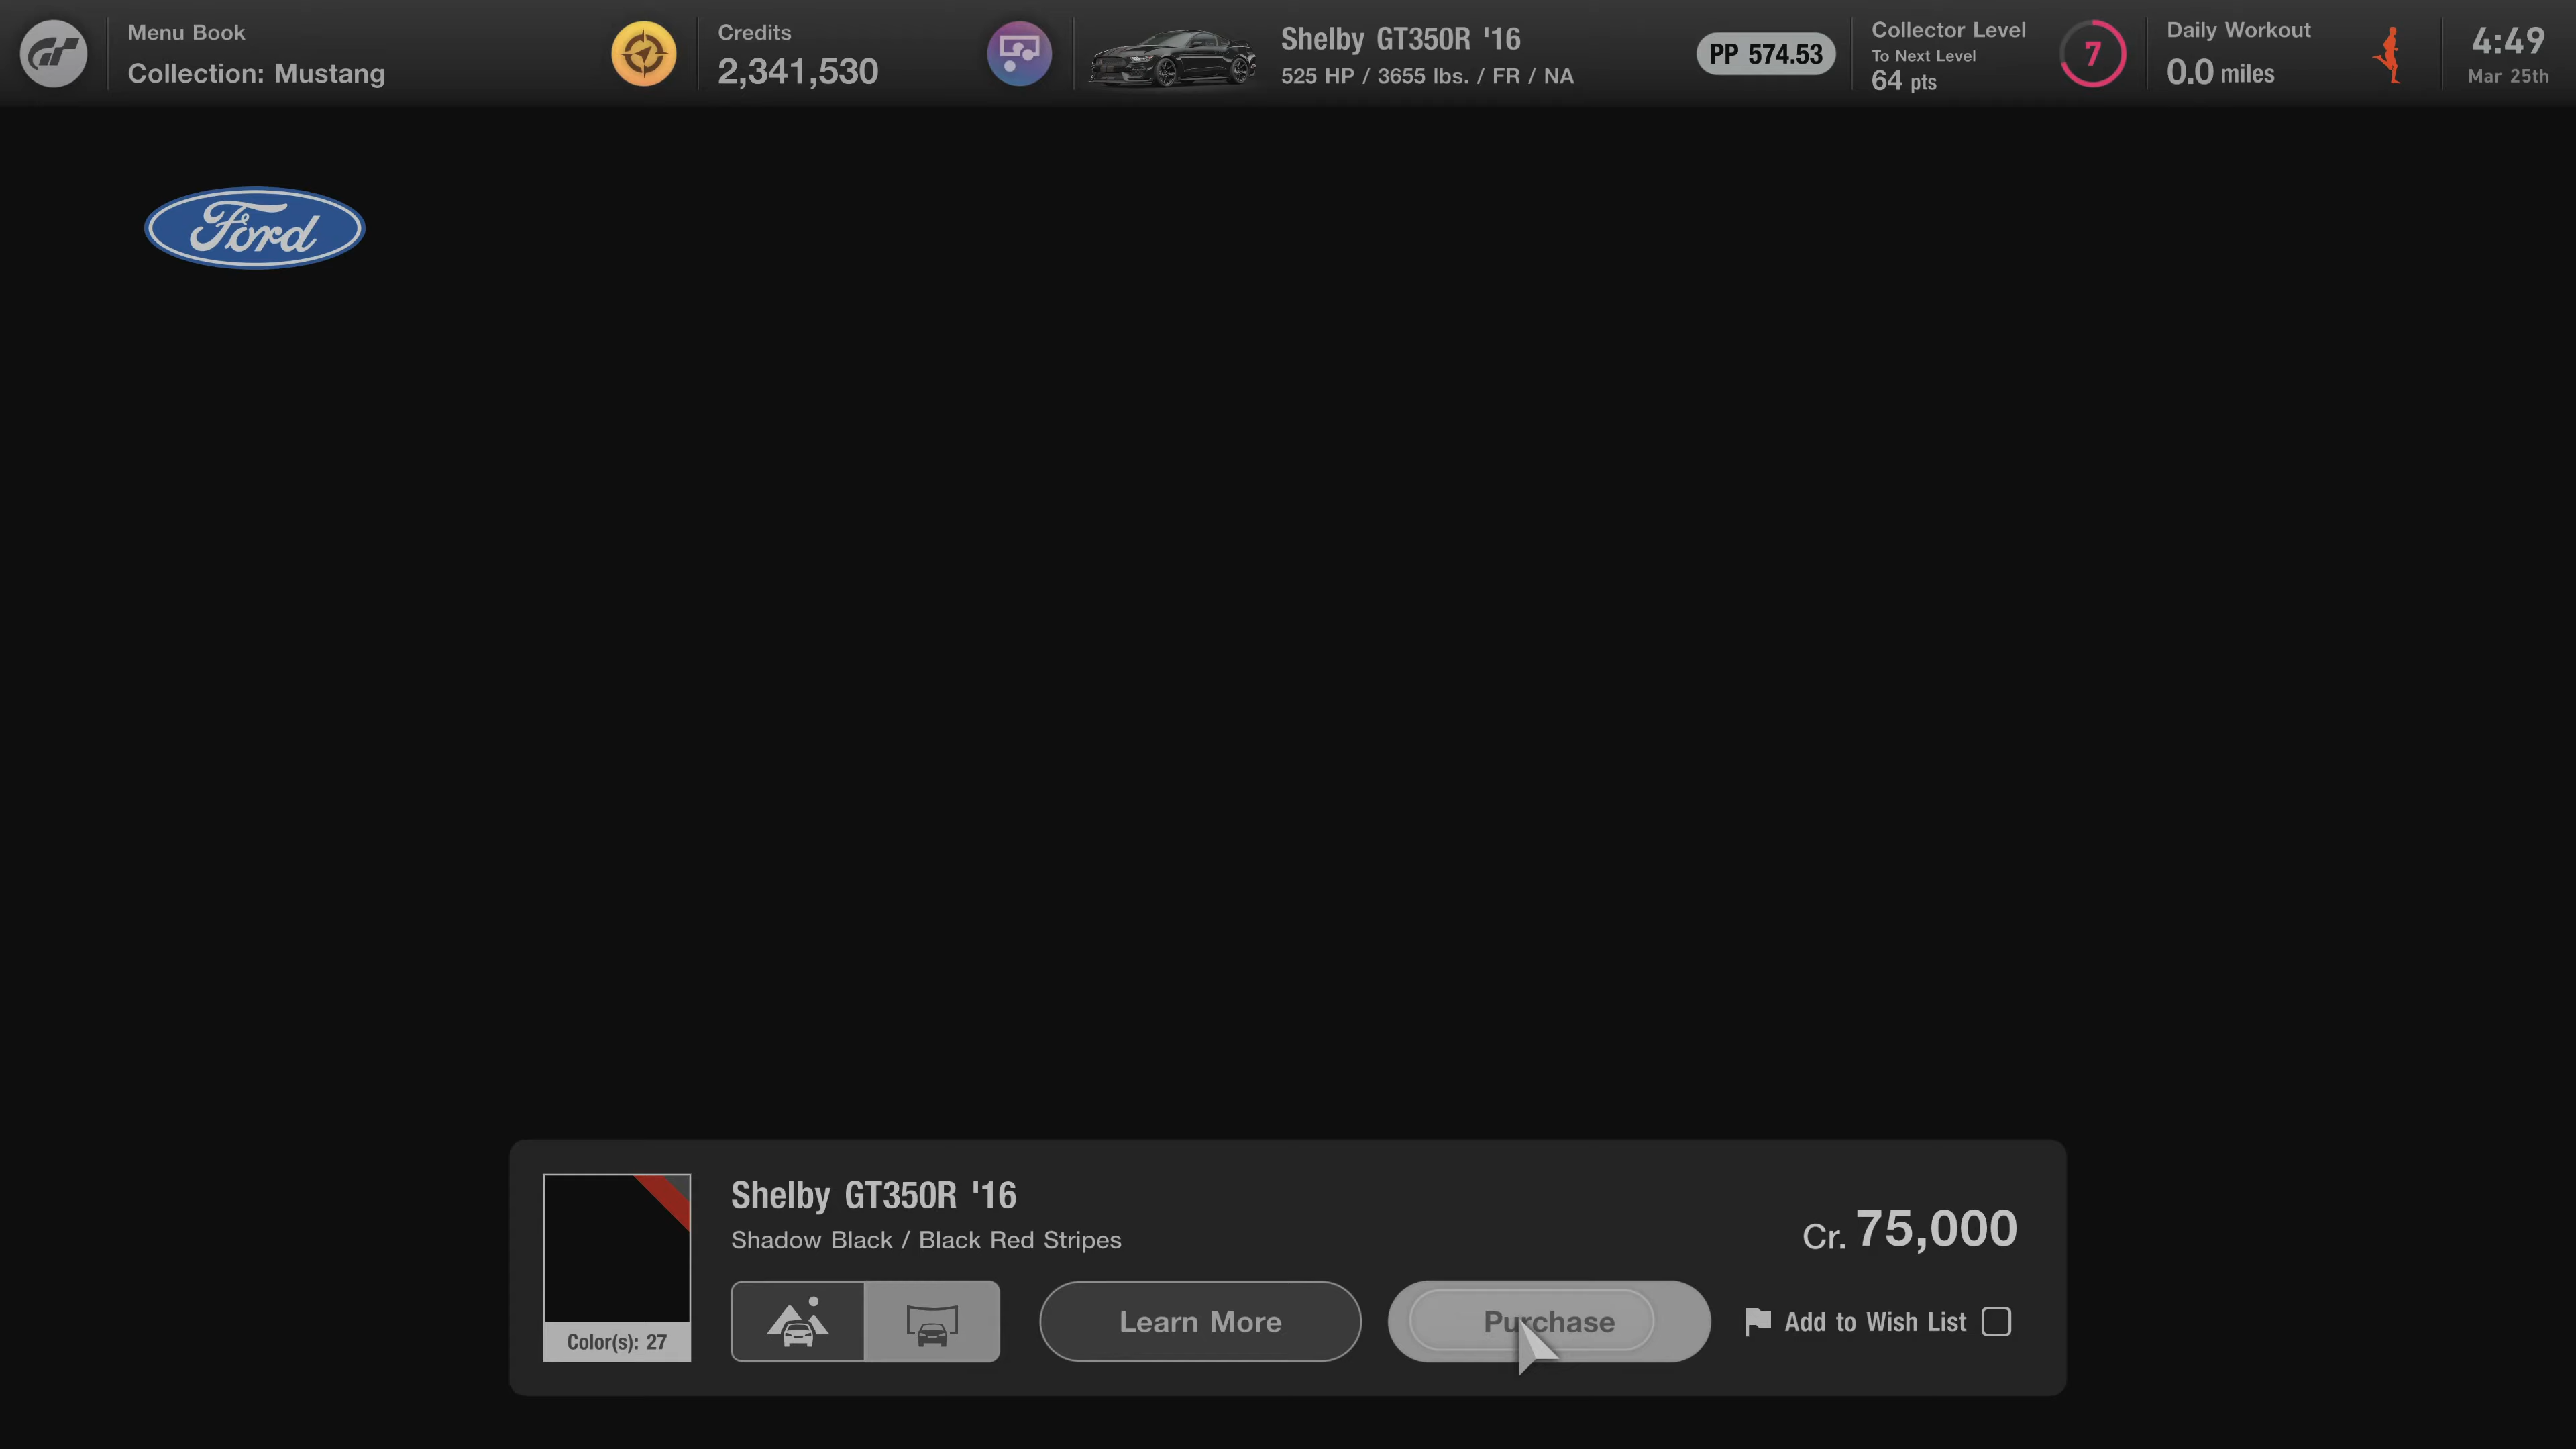 Menu Book
Collection: Mustang
Credits
2,341,530
Shelby GT350R '16
525 HP / 3655 lbs. / FR / NA
PP 574.53
Collector Level
To Next Level
64 pts
7
Daily Workout
0.0 miles
4:49
Mar 25th
Ford
Shelby GT350R '16
Shadow Black / Black Red Stripes
Cr. 75,000
Color(s): 27
Learn More
Purchase
Add to Wish List